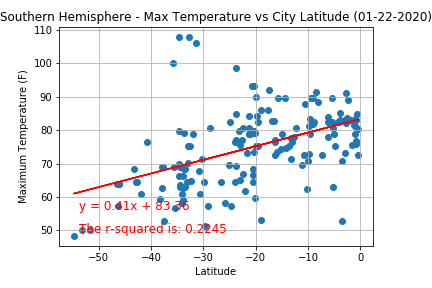 Southern Hemisphere - Max Temperature vs City Latitude (01-22-2020)
110
100
90
80
70
60
50
Maximum Temperature (F)
y = 0.41x + 83.36
The r-squared is: 0.2245
−50
−40
−30
−20
−10
0
Latitude